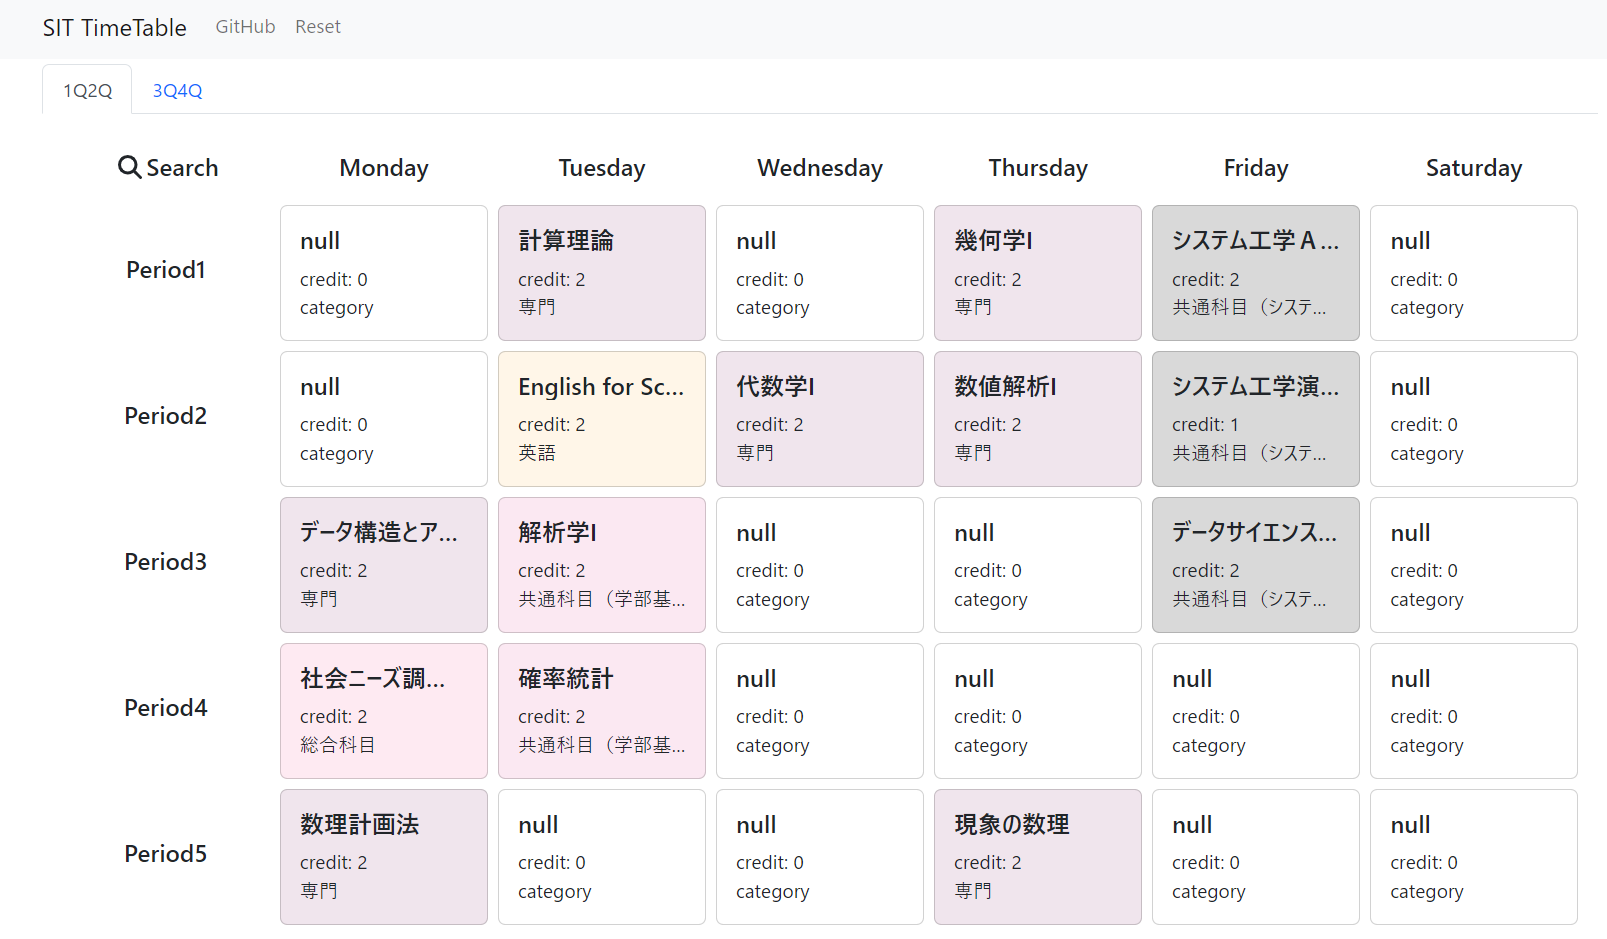 SIT TimeTable GitHub Reset
1Q2Q 3Q4Q
Search Monday Tuesday Wednesday Thursday Friday Saturday
Period1
null
credit: 0
category
計算理論
credit: 2
専門
null
credit: 0
category
幾何学I
credit: 2
専門
システム工学A...
credit: 2
共通科目（システ...
null
credit: 0
category
Period2
null
credit: 0
category
English for Sc...
credit: 2
英語
代数学I
credit: 2
専門
数値解析I
credit: 2
専門
システム工学演...
credit: 1
共通科目（システ...
null
credit: 0
category
Period3
データ構造とア...
credit: 2
専門
解析学I
credit: 2
共通科目（学部基...
null
credit: 0
category
null
credit: 0
category
データサイエンス...
credit: 2
共通科目（システ...
null
credit: 0
category
Period4
社会ニーズ調...
credit: 2
総合科目
確率統計
credit: 2
共通科目（学部基...
null
credit: 0
category
null
credit: 0
category
null
credit: 0
category
null
credit: 0
category
Period5
数理計画法
credit: 2
専門
null
credit: 0
category
null
credit: 0
category
現象の数理
credit: 2
専門
null
credit: 0
category
null
credit: 0
category